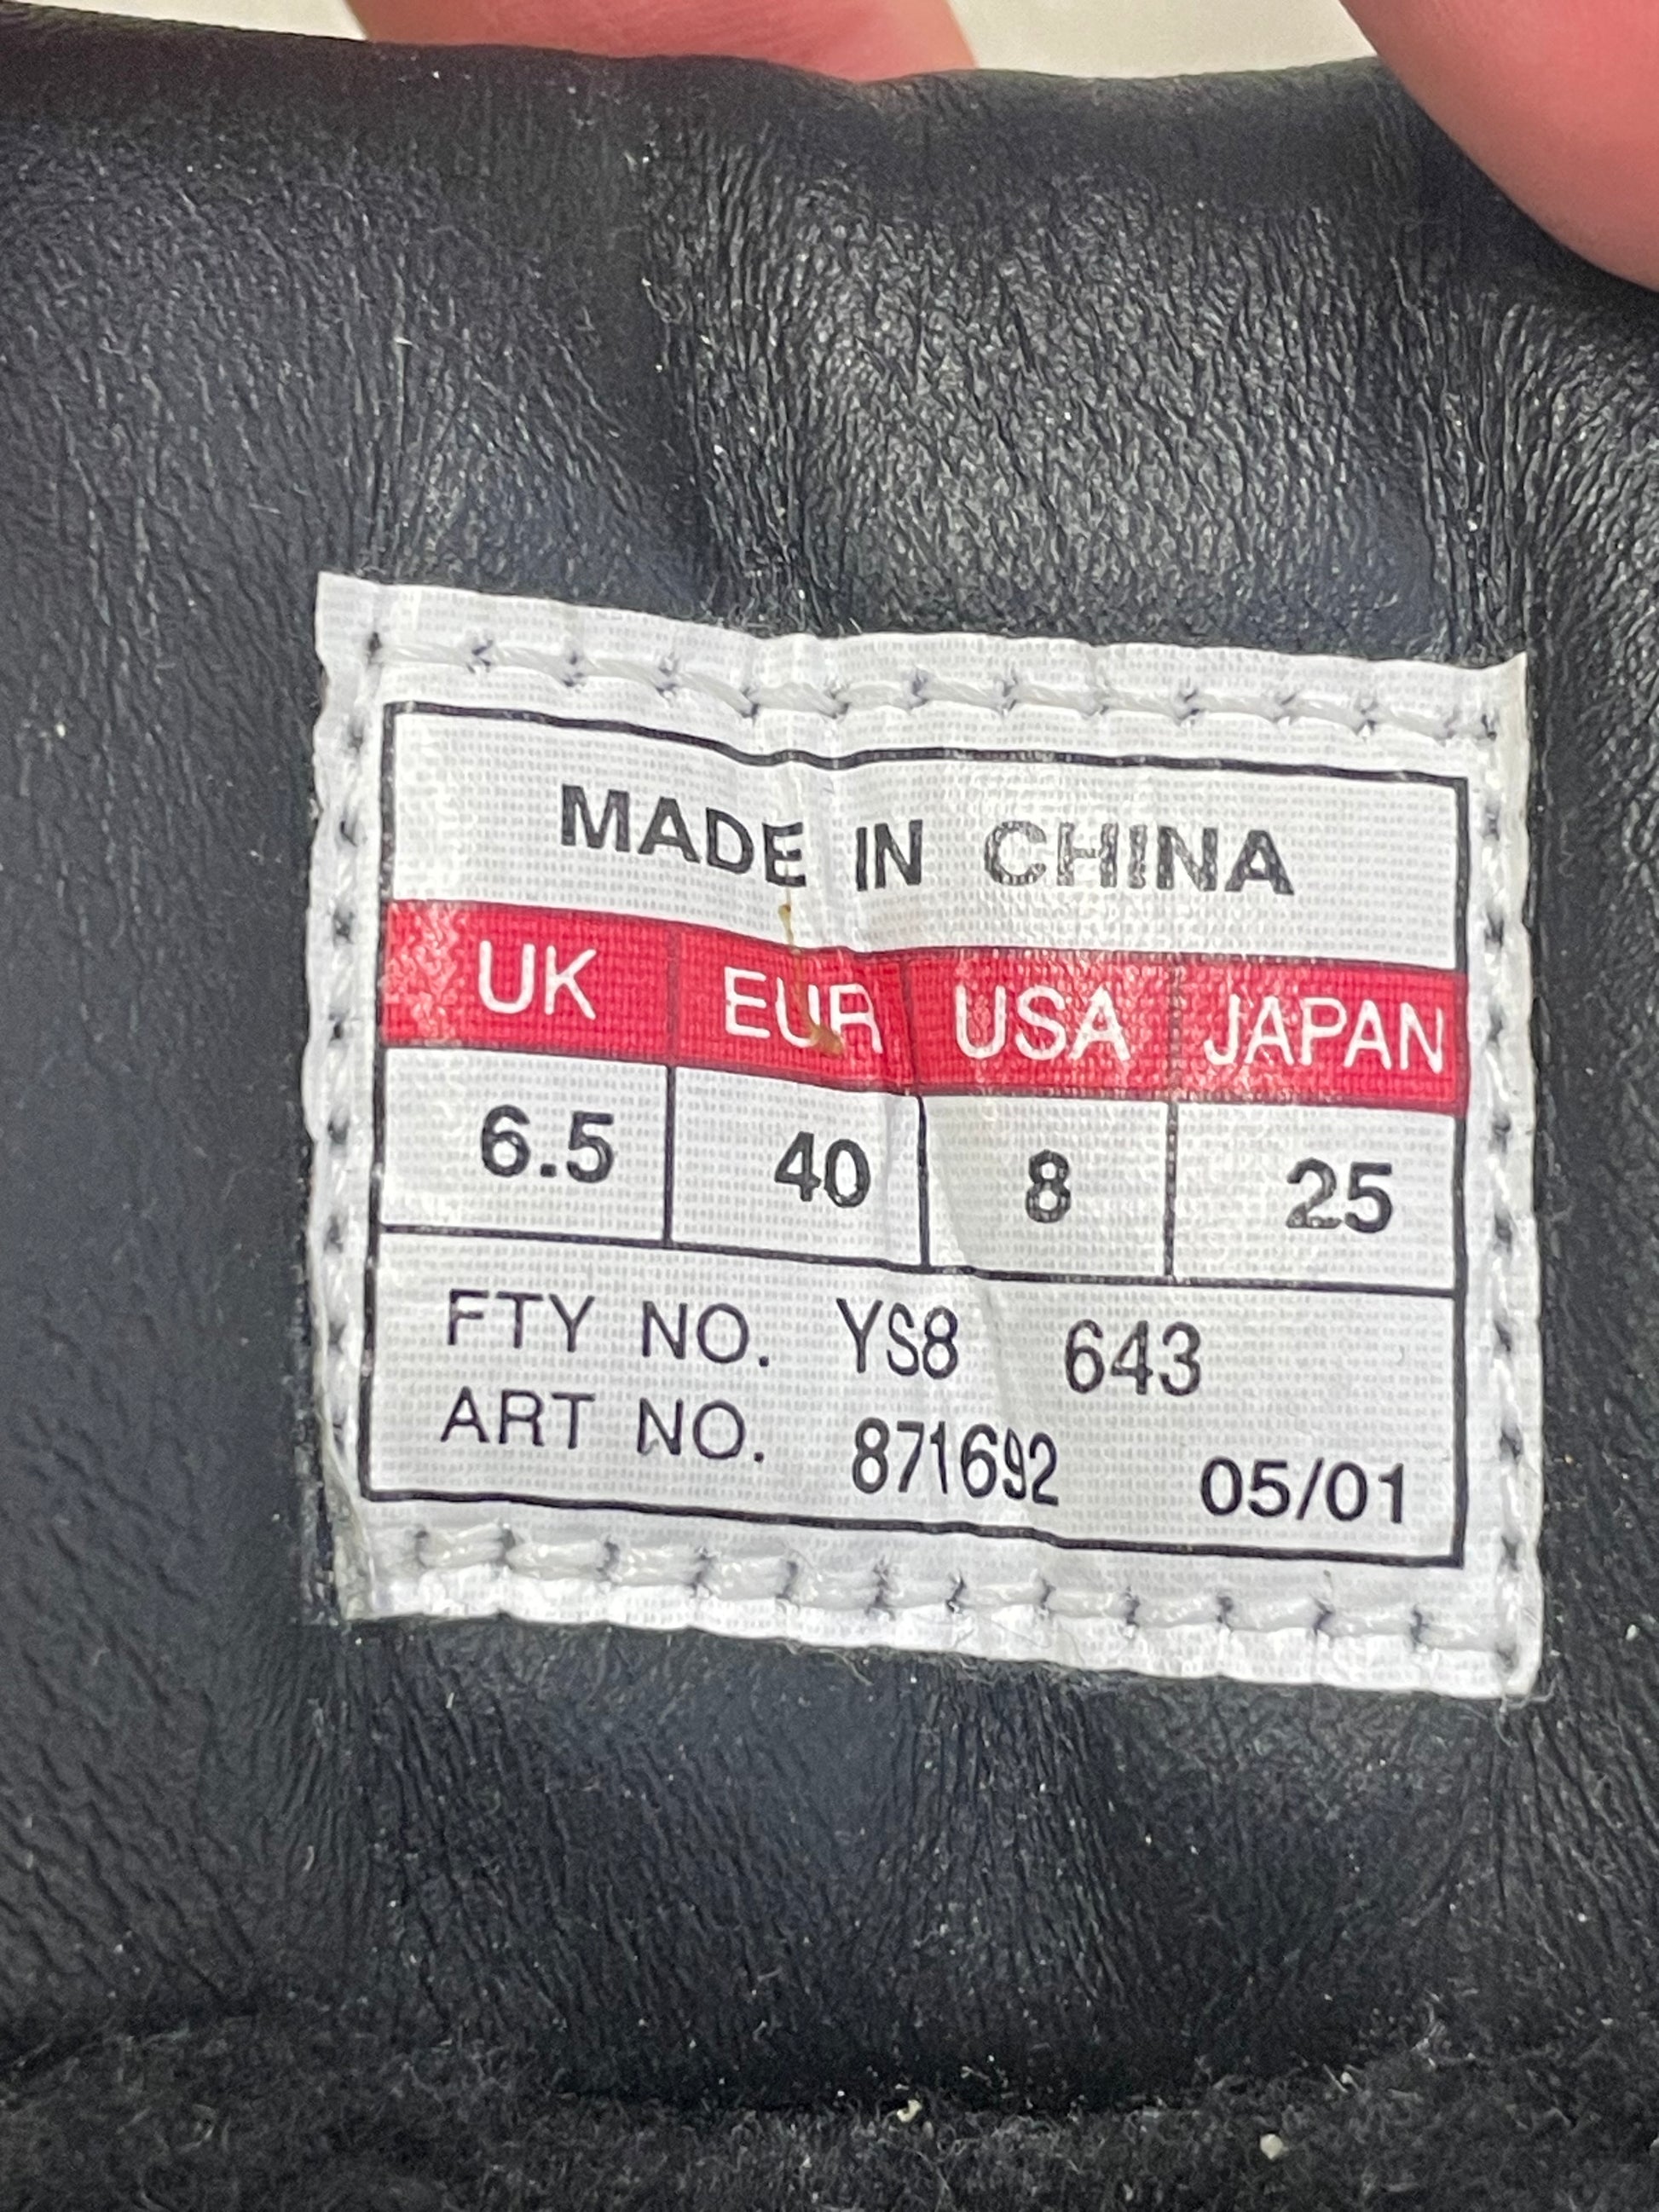 MADE IN CHINA
UK EUR USA JAPAN
6.5 40 8 25
FTY NO. YS8 643
ART NO. 871692 05/01